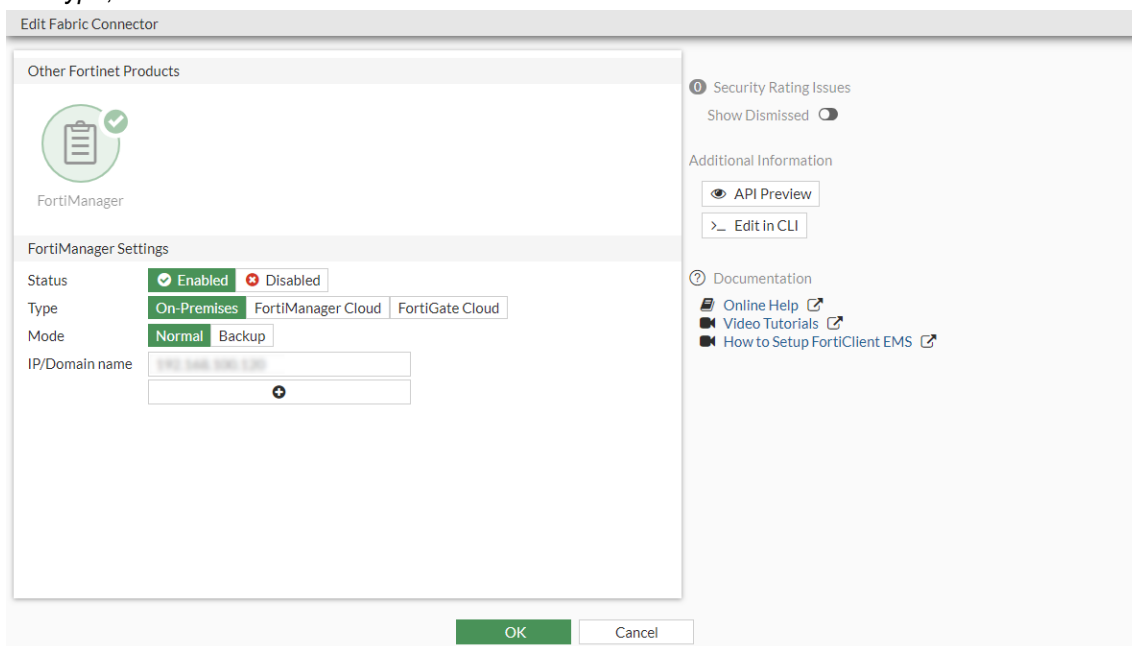 Edit Fabric Connector
Other Fortinet Products
FortiManager
FortiManager Settings
Status Enabled Disabled
Type On-Premises FortiManager Cloud FortiGate Cloud
Mode Normal Backup
IP/Domain name
0 Security Rating Issues
Show Dismissed
Additional Information
API Preview
>_ Edit in CLI
Documentation
Online Help
Video Tutorials
How to Setup FortiClient EMS
OK Cancel